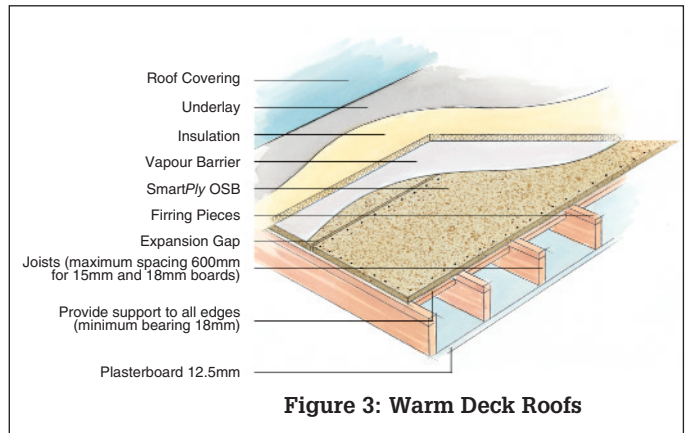 Roof Covering
Underlay
Insulation
Vapour Barrier
SmartPly OSB
Firring Pieces
Expansion Gap
Joists (maximum spacing 600mm
for 15mm and 18mm boards)
Provide support to all edges
(minimum bearing 18mm)
Plasterboard 12.5mm
Figure 3: Warm Deck Roofs